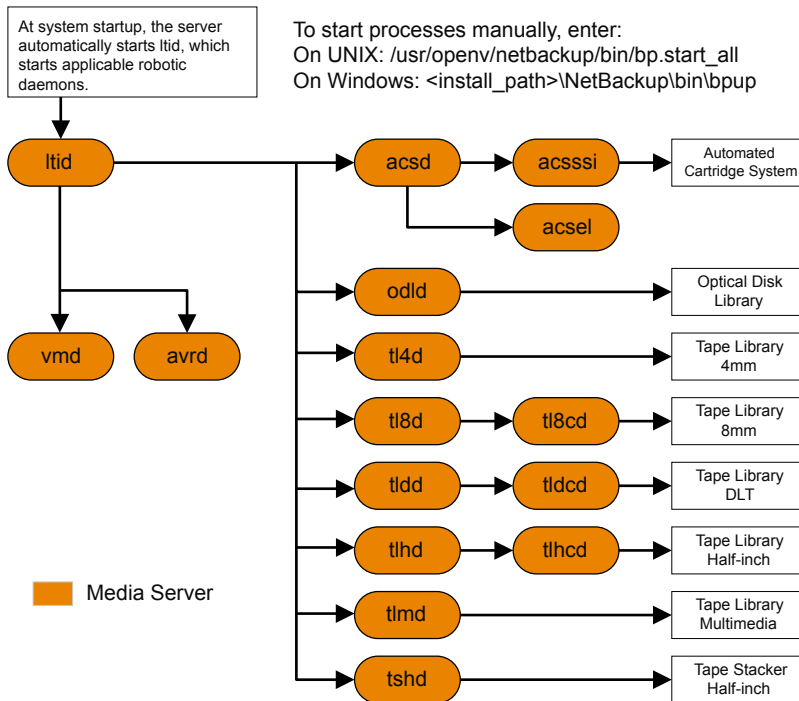 At system startup, the server
automatically starts ltid, which
starts applicable robotic
daemons.
To start processes manually, enter:
On UNIX: /usr/openv/netbackup/bin/bp.start_all
On Windows: <install_path>\NetBackup\bin\bpup
ltid
acsd
acsssi
Automated
Cartridge System
acsel
odld
Optical Disk
Library
vmd
avrd
tl4d
Tape Library
4mm
tl8d
tl8cd
Tape Library
8mm
tldd
tldcd
Tape Library
DLT
tlhd
tlhcd
Tape Library
Half-inch
Media Server
tlmd
Tape Library
Multimedia
tshd
Tape Stacker
Half-inch